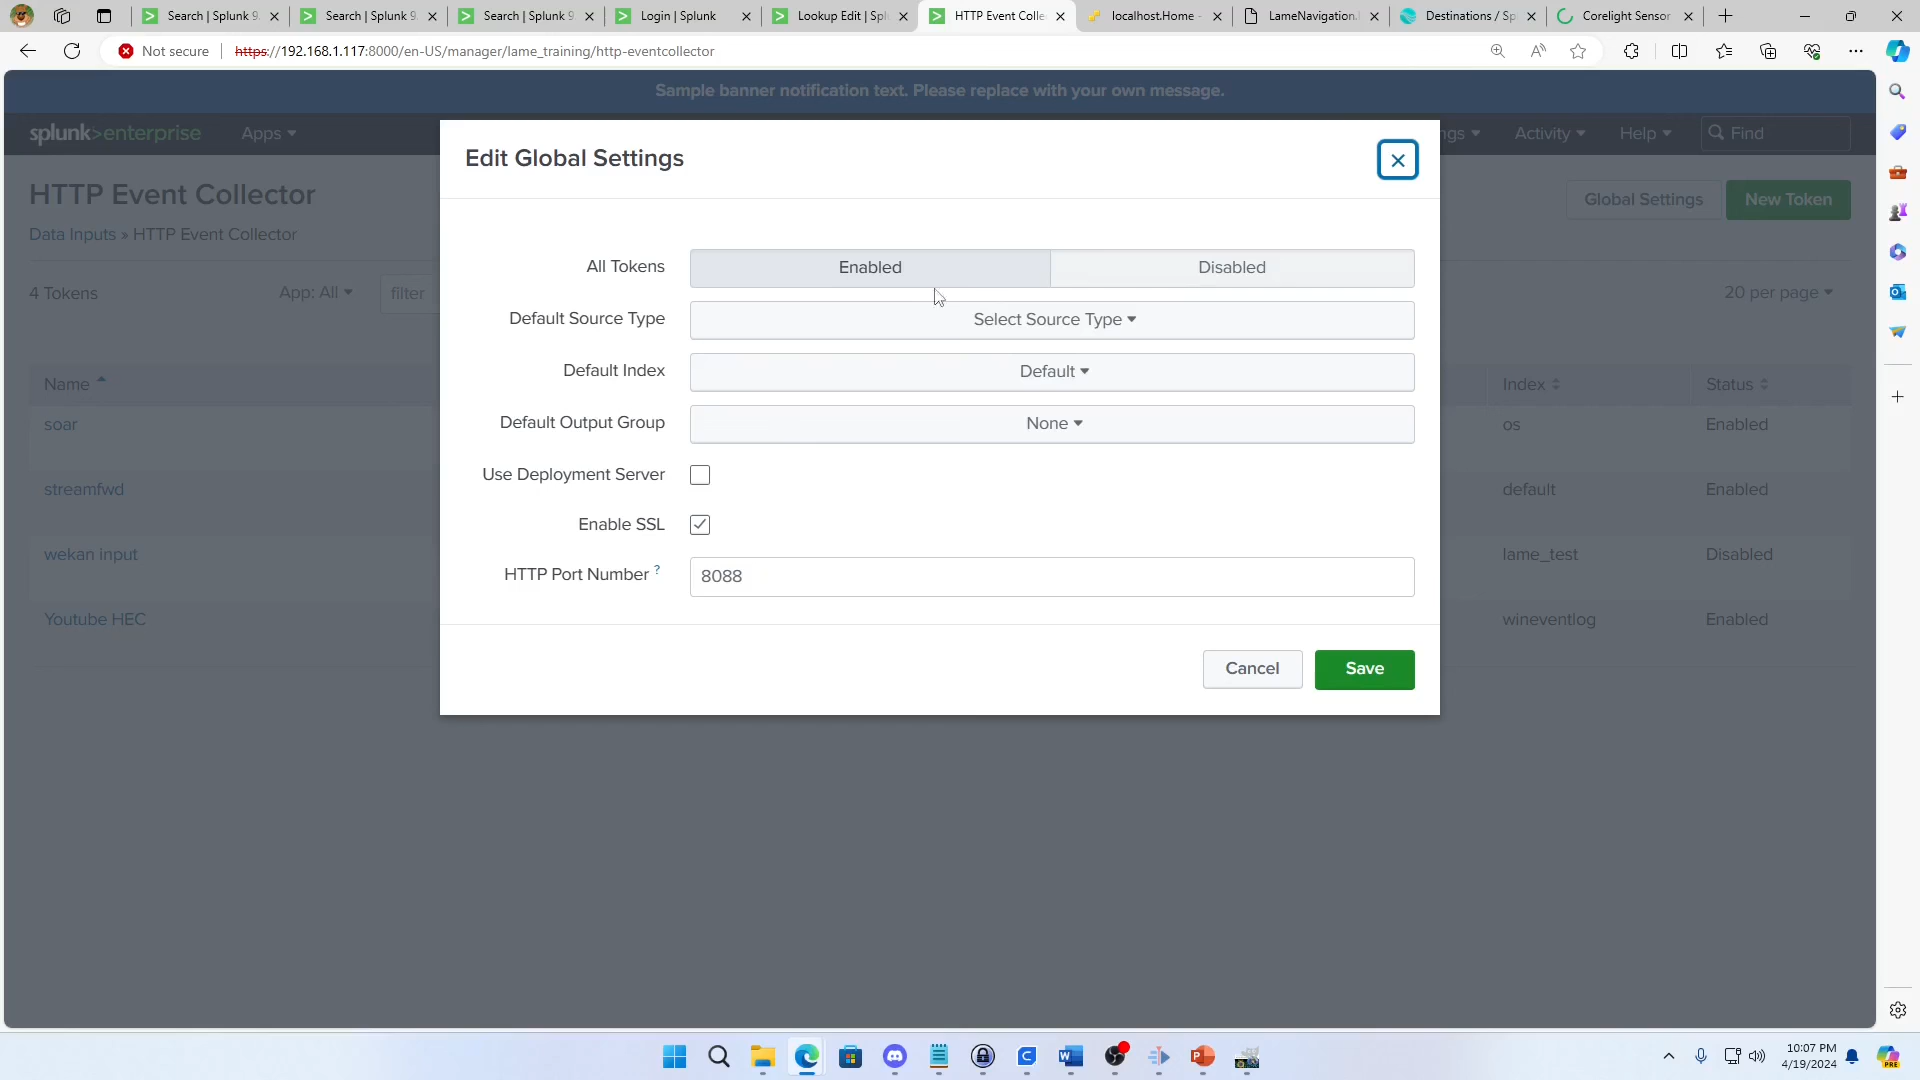 Search | Splunk 9.
Search | Splunk 9.
Search | Splunk 9.
Login | Splunk
Lookup Edit | Spl
HTTP Event Colle
localhost.Home -
LameNavigation.
Destinations / Sp
Corelight Sensor
Not secure
https://192.168.1.117:8000/en-US/manager/lame_training/http-eventcollector
Sample banner notification text. Please replace with your own message.
splunk>enterprise
Apps
ngs
Activity
Help
Find
Edit Global Settings
HTTP Event Collector
Global Settings
New Token
Data Inputs » HTTP Event Collector
All Tokens
Enabled
Disabled
4 Tokens
App: All
filter
20 per page
Default Source Type
Select Source Type
Default Index
Default
Name
Index
Status
Default Output Group
None
soar
os
Enabled
Use Deployment Server
streamfwd
default
Enabled
Enable SSL
wekan input
lame_test
Disabled
HTTP Port Number ?
8088
Youtube HEC
wineventlog
Enabled
Cancel
Save
10:07 PM
4/19/2024
PRE